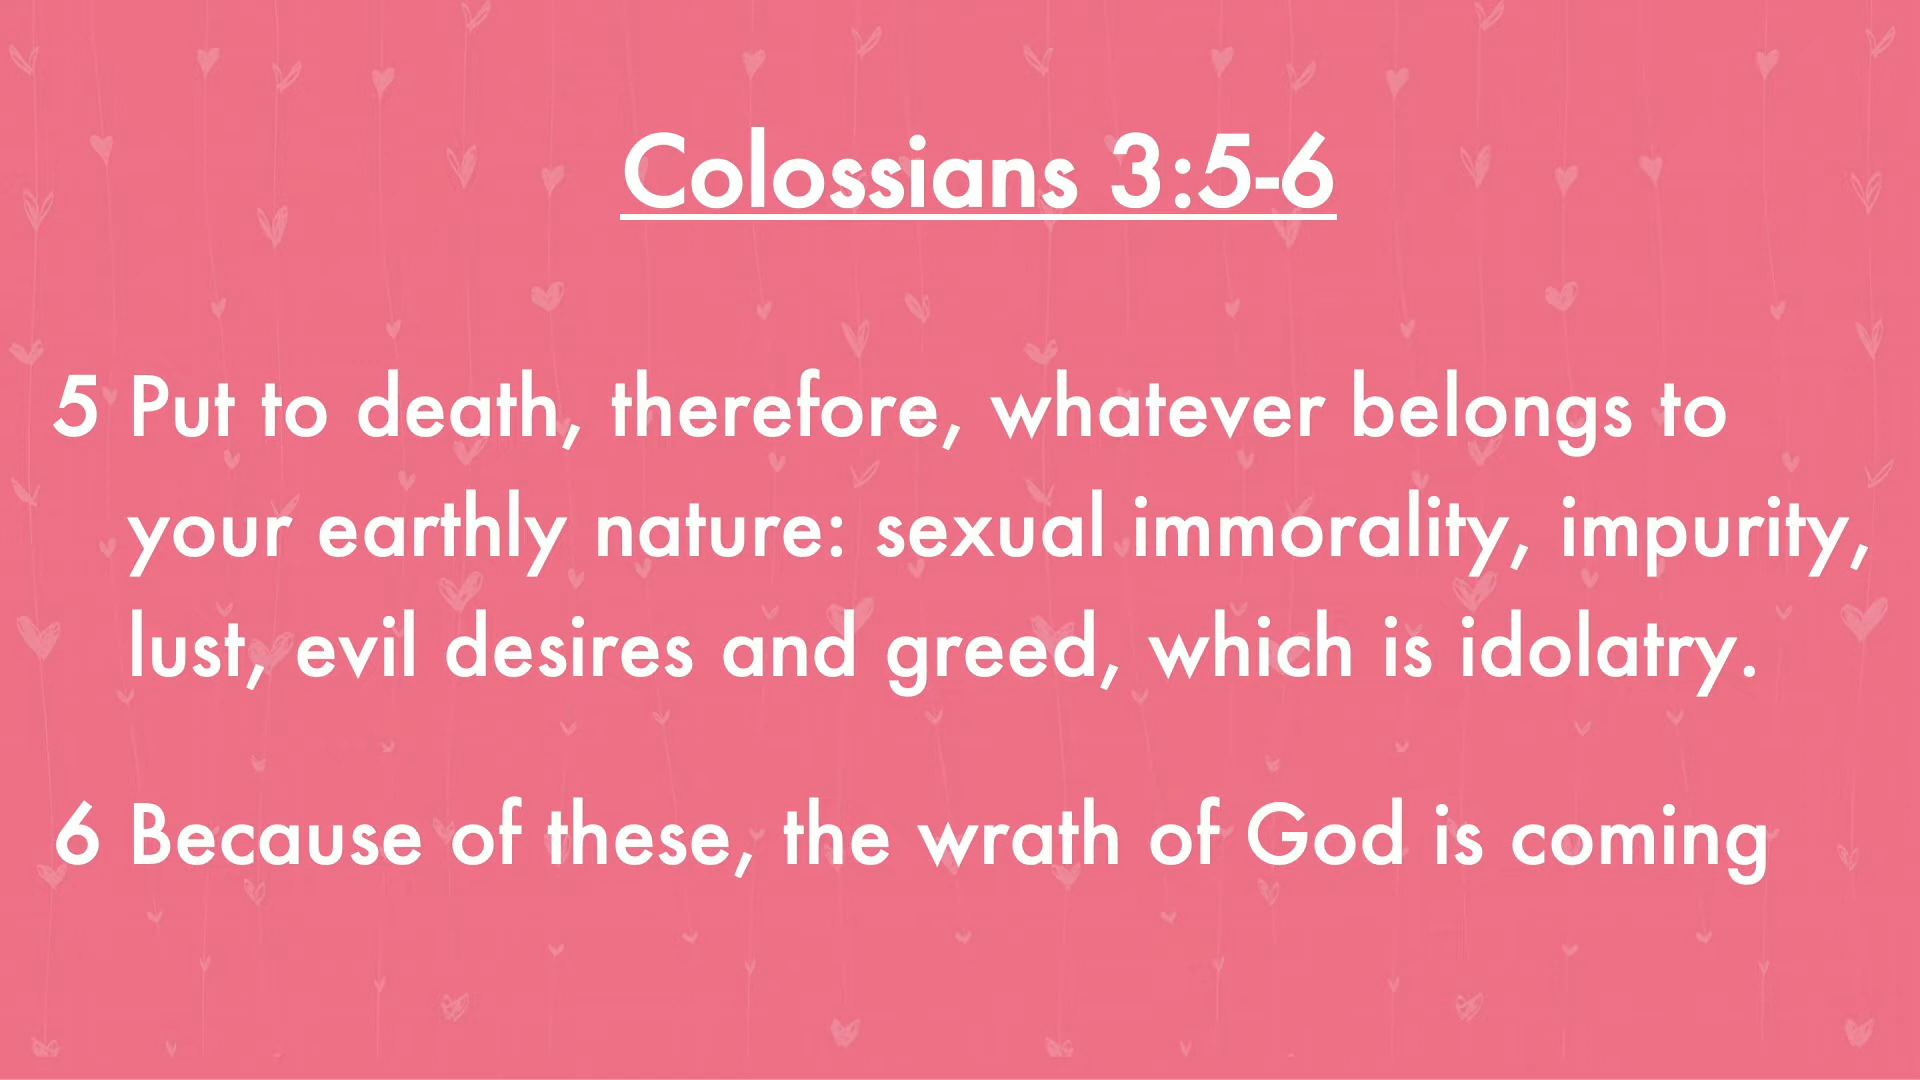 Colossians 3:5-6
5 Put to death, therefore, whatever belongs to
your earthly nature: sexual immorality, impurity,
lust, evil desires and greed, which is idolatry.
6 Because of these, the wrath of God is coming